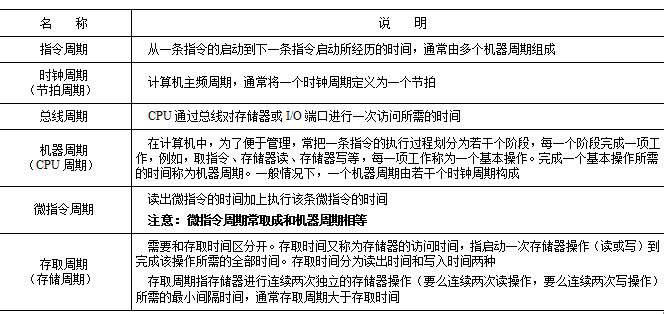 名 称 说 明
指令周期 从一条指令的启动到下一条指令启动所经历的时间，通常由多个机器周期组成
时钟周期
（节拍周期）
计算机主频周期，通常将一个时钟周期定义为一个节拍
总线周期 CPU 通过总线对存储器或 I/O 端口进行一次访问所需的时间
机器周期
（CPU 周期）
在计算机中，为了便于管理，常把一条指令的执行过程划分为若干个阶段，每一个阶段完成一项工
作，例如，取指令、存储器读、存储器写等，每一项工作称为一个基本操作。完成一个基本操作所需
的时间称为机器周期。一般情况下，一个机器周期由若干个时钟周期构成
微指令周期
读出微指令的时间加上执行该条微指令的时间
注意：微指令周期常取成和机器周期相等
存取周期
（存储周期）
需要和存取时间区分开。存取时间又称为存储器的访问时间，指启动一次存储器操作（读或写）到
完成该操作所需的全部时间。存取时间分为读出时间和写入时间两种
存取周期指存储器进行连续两次独立的存储器操作（要么连续两次读操作，要么连续两次写操作）
所需的最小间隔时间，通常存取周期大于存取时间